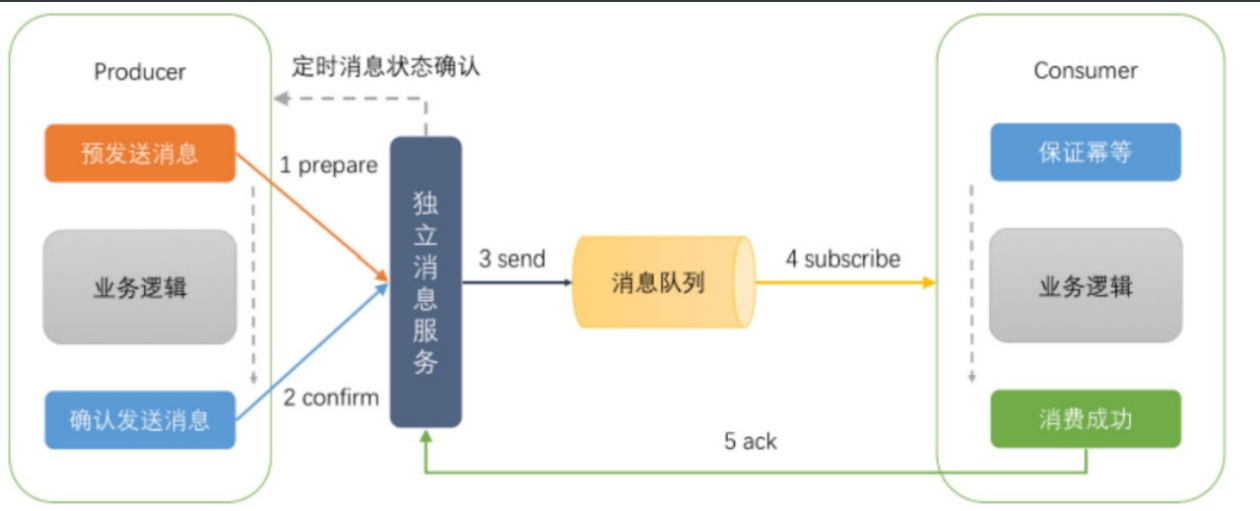 Producer
定时消息状态确认
Consumer
预发送消息
1 prepare
保证幂等
独立消息服务
3 send
消息队列
4 subscribe
业务逻辑
业务逻辑
2 confirm
确认发送消息
消费成功
5 ack